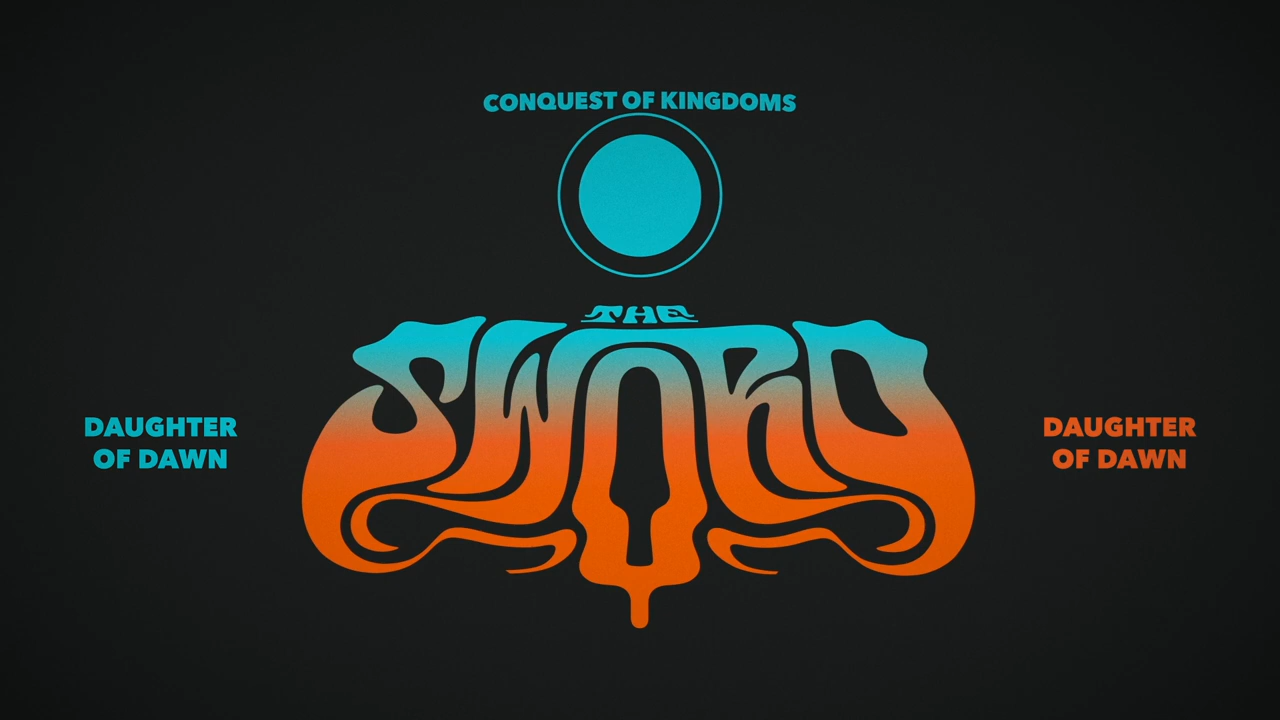 CONQUEST OF KINGDOMS
THE
SWORD
DAUGHTER
OF DAWN
DAUGHTER
OF DAWN